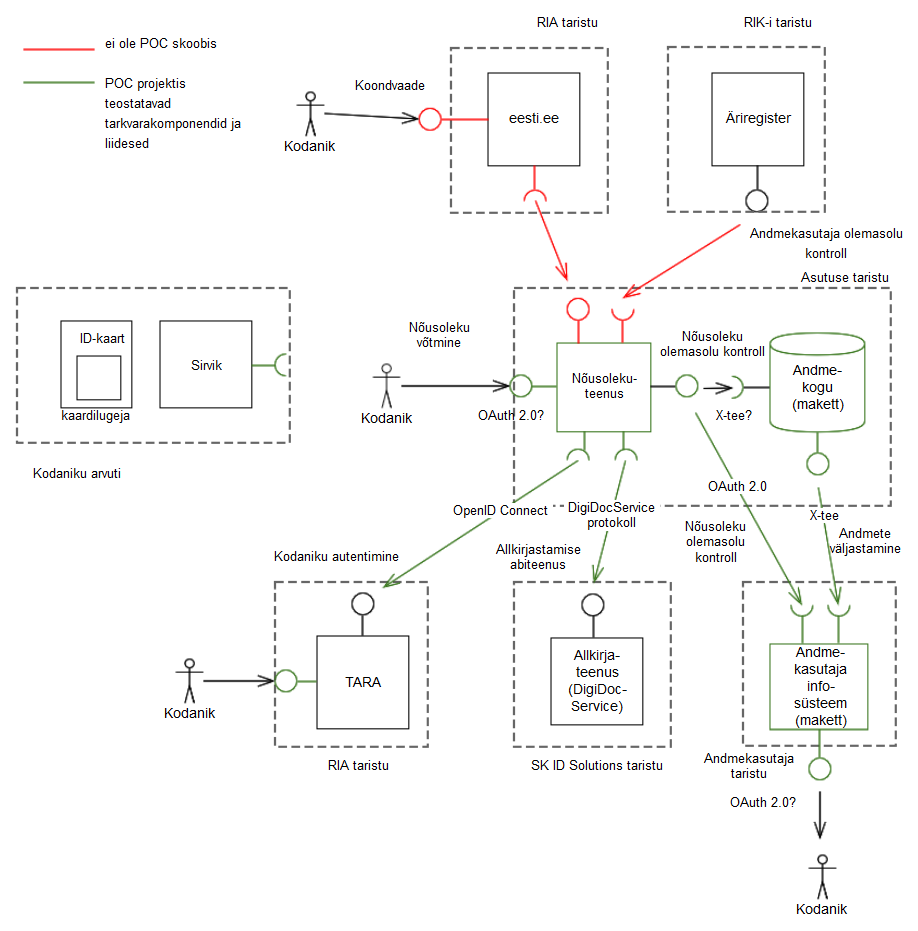 RIA taristu
RIK-i taristu
ei ole POC skoobis
POC projektis
teostatavad
tarkvarakomponendid ja
liidesed
Koondvaade
Kodanik
eesti.ee
Äriregister
Andmekasutaja olemasolu
kontroll
Asutuse taristu
ID-kaart
kaardilugeja
Sirvik
Kodaniku arvuti
Nõusoleku
võtmine
Kodanik
OAuth 2.0?
Nõusoleku-
teenus
Nõusoleku
olemasolu kontroll
X-tee?
Andme-
kogu
(makett)
OpenID Connect
DigiDocService
protokoll
OAuth 2.0
X-tee
Nõusoleku
olemasolu
kontroll
Andmete
väljastamine
Kodaniku autentimine
Allkirjastamise
abiteenus
Kodanik
TARA
RIA taristu
Allkirja-
teenus
(DigiDoc-
Service)
SK ID Solutions taristu
Andme-
kasutaja
info-
süsteem
(makett)
Andmekasutaja
taristu
OAuth 2.0?
Kodanik